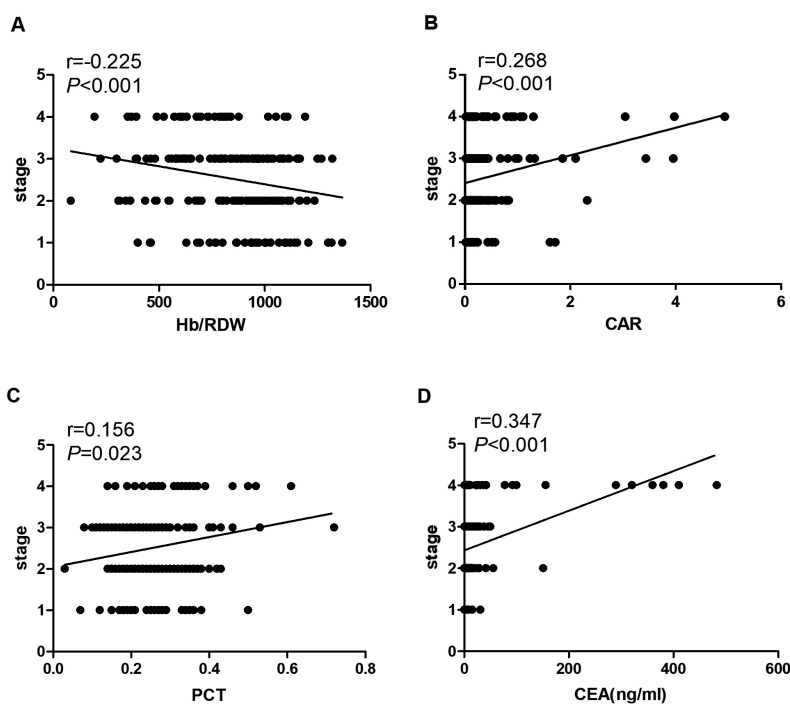 A
r=-0.225
P<0.001
5
4
3
2
1
0
stage
0
500
1000
1500
Hb/RDW
B
r=0.268
P<0.001
5
4
3
2
1
0
stage
0
2
4
6
CAR
C
r=0.156
P=0.023
5
4
3
2
1
0
stage
0.0
0.2
0.4
0.6
0.8
PCT
D
r=0.347
P<0.001
5
4
3
2
1
0
stage
0
200
400
600
CEA(ng/ml)